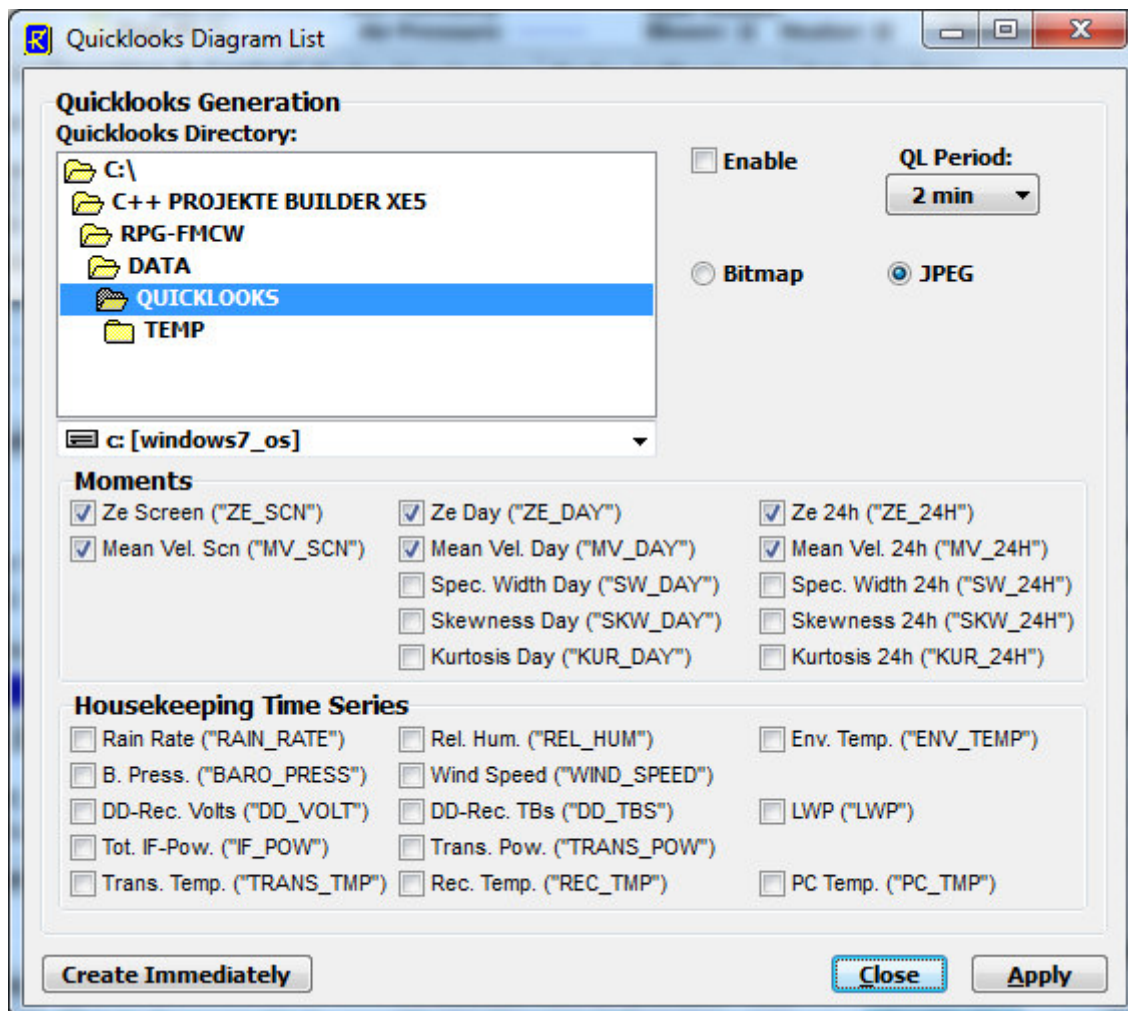 Quicklooks Diagram List
Quicklooks Generation
Quicklooks Directory:
C:\
C++ PROJEKTE BUILDER XE5
RPG-FMCW
DATA
QUICKLOOKS
TEMP
c: [windows7_os]
Enable
QL Period:
2 min
Bitmap
JPEG
Moments
Ze Screen ("ZE_SCN") Ze Day ("ZE_DAY") Ze 24h ("ZE_24H")
Mean Vel. Scn ("MV_SCN") Mean Vel. Day ("MV_DAY") Mean Vel. 24h ("MV_24H")
Spec. Width Day ("SW_DAY") Spec. Width 24h ("SW_24H")
Skewness Day ("SKW_DAY") Skewness 24h ("SKW_24H")
Kurtosis Day ("KUR_DAY") Kurtosis 24h ("KUR_24H")
Housekeeping Time Series
Rain Rate ("RAIN_RATE") Rel. Hum. ("REL_HUM") Env. Temp. ("ENV_TEMP")
B. Press. ("BARO_PRESS") Wind Speed ("WIND_SPEED")
DD-Rec. Volts ("DD_VOLT") DD-Rec. TBs ("DD_TBS") LWP ("LWP")
Tot. IF-Pow. ("IF_POW") Trans. Pow. ("TRANS_POW")
Trans. Temp. ("TRANS_TMP") Rec. Temp. ("REC_TMP") PC Temp. ("PC_TMP")
Create Immediately Close Apply